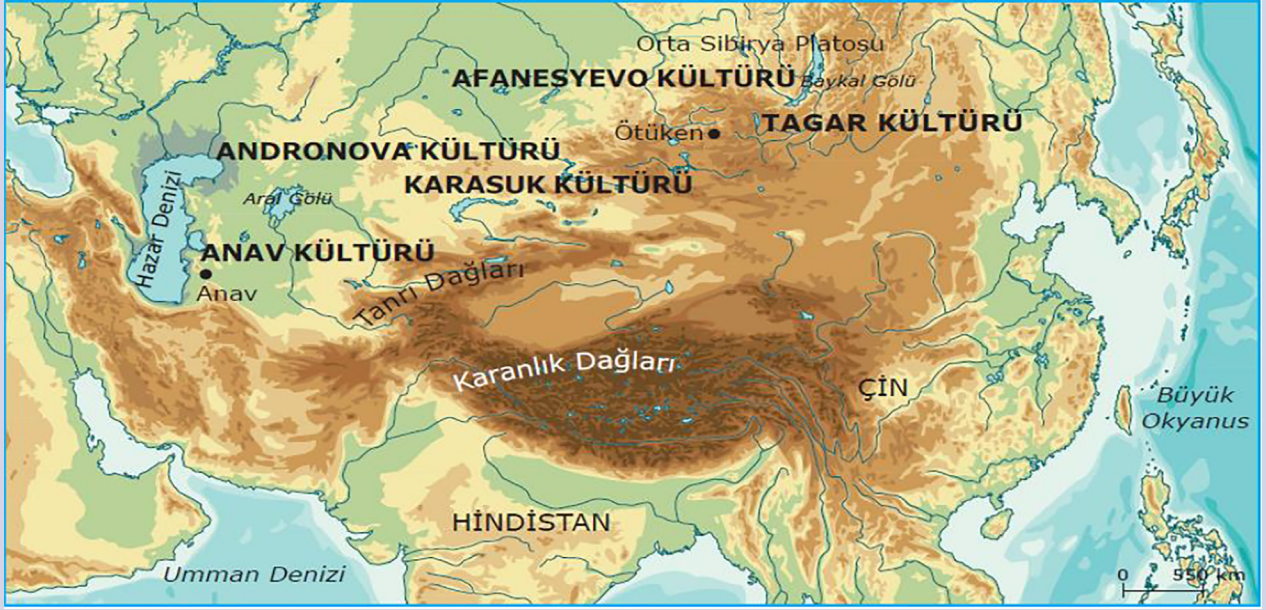 Orta Sibirya Platosu
AFANESYEVO KÜLTÜRÜ
Baykal Gölü
Ötüken
TAGAR KÜLTÜRÜ
ANDRONOVA KÜLTÜRÜ
KARASUK KÜLTÜRÜ
Hazar Denizi
Aral Gölü
ANAV KÜLTÜRÜ
Anav
Tanrı Dağları
Karanlık Dağları
ÇİN
Büyük
Okyanus
HİNDİSTAN
Umman Denizi
0 550 km